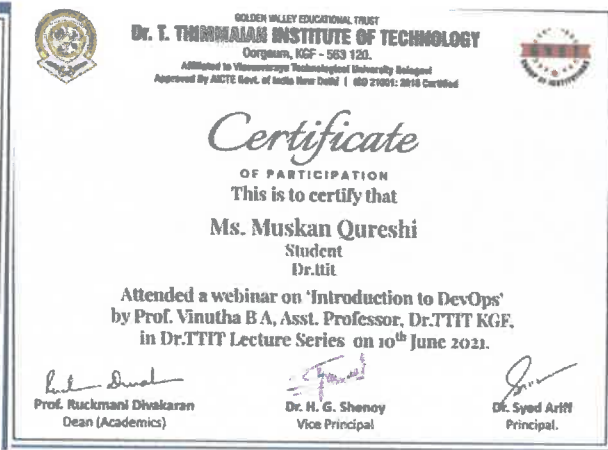 GOLDEN VALLEY EDUCATIONAL TRUST
Dr. T. THIMMAIAH INSTITUTE OF TECHNOLOGY
Oorgaum, KGF - 563 120.
Affiliated to Visvesvaraya Technological University Belagavi
Approved By AICTE Govt. of India New Delhi | ISO 21001: 2018 Certified
Certificate
OF PARTICIPATION
This is to certify that
Ms. Muskan Qureshi
Student
Dr.ttit
Attended a webinar on 'Introduction to DevOps'
by Prof. Vinutha B A, Asst. Professor, Dr.TTIT KGF,
in Dr.TTIT Lecture Series on 10th June 2021.
Prof. Ruckmani Divakaran
Dean (Academics)
Dr. H. G. Shenoy
Vice Principal
Dr. Syed Ariff
Principal.